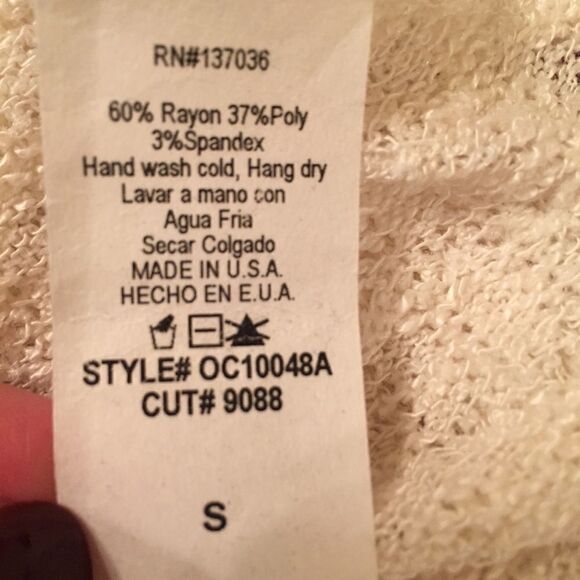 RN#137036
60% Rayon 37%Poly
3%Spandex
Hand wash cold, Hang dry
Lavar a mano con
Agua Fria
Secar Colgado
MADE IN U.S.A.
HECHO EN E.U.A.
STYLE# OC10048A
CUT# 9088
S